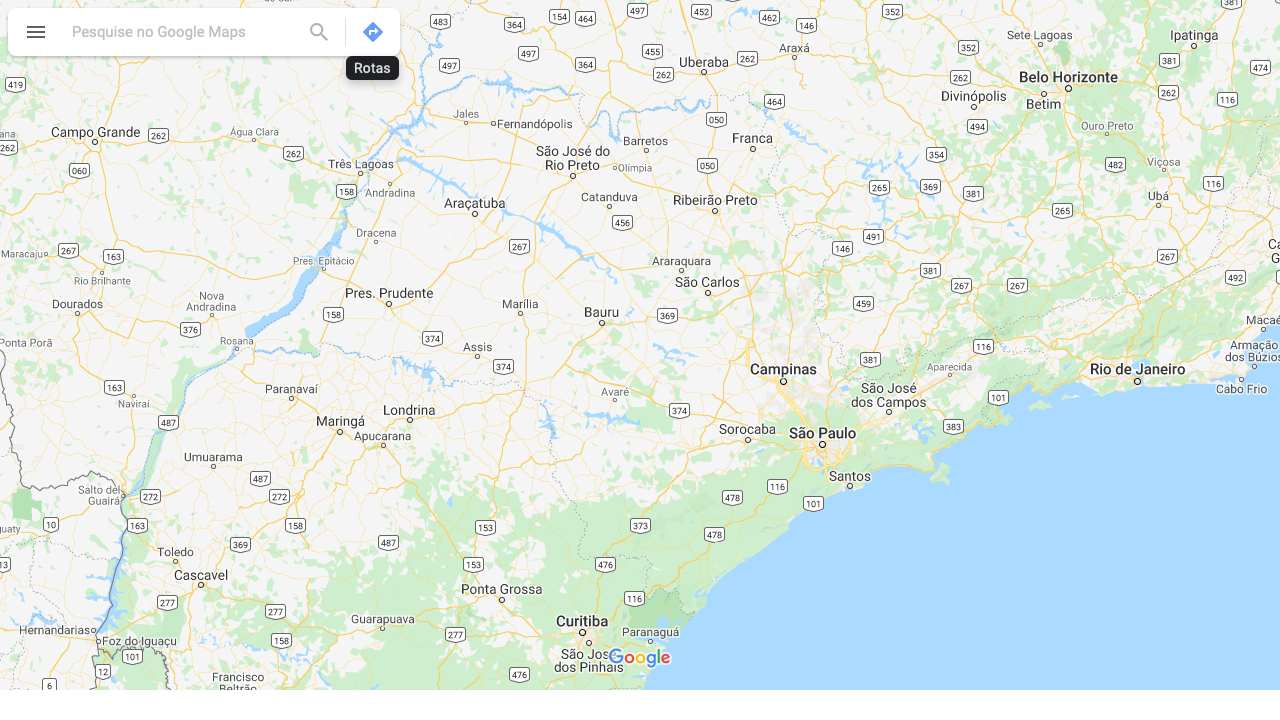 Pesquise no Google Maps
Rotas
483
364
154
464
497
452
462
146
381
Sete Lagoas
Ipatinga
497
364
455
262
Uberaba
262
Araxá
352
262
Belo Horizonte
381
474
419
Divinópolis
Betim
262
116
464
Jales
Fernandópolis
050
494
Ouro Preto
Campo Grande
262
Água Clara
262
262
São José do
Rio Preto
Barretos
Olímpia
Franca
354
482
Viçosa
060
Três Lagoas
158
Andradina
050
265
369
381
116
Catanduva
Araçatuba
Ribeirão Preto
Ubá
456
265
Dracena
267
491
146
267
Maracaju
267
163
Pres. Epitácio
Araraquara
São Carlos
381
267
267
492
Rio Brilhante
Nova
Andradina
Dourados
Pres. Prudente
Marília
Bauru
369
459
158
376
374
Ponta Porã
Rosana
Assis
374
116
Macaé
Armação
dos Búzios
381
Campinas
Aparecida
Rio de Janeiro
Cabo Frio
163
Naviraí
Paranavaí
Avaré
São José
dos Campos
101
Londrina
374
487
Maringá
Apucarana
Sorocaba
São Paulo
383
Umuarama
487
Santos
Salto del
Guairá
272
272
478
116
101
10
163
158
153
373
478
369
487
Toledo
Cascavel
153
476
Ponta Grossa
277
277
116
Curitiba
Guarapuava
Hernandarias
Foz do Iguaçu
158
277
Paranaguá
São Jos
dos Pinhais
Google
101
12
6
476
Francisco
Beltrão